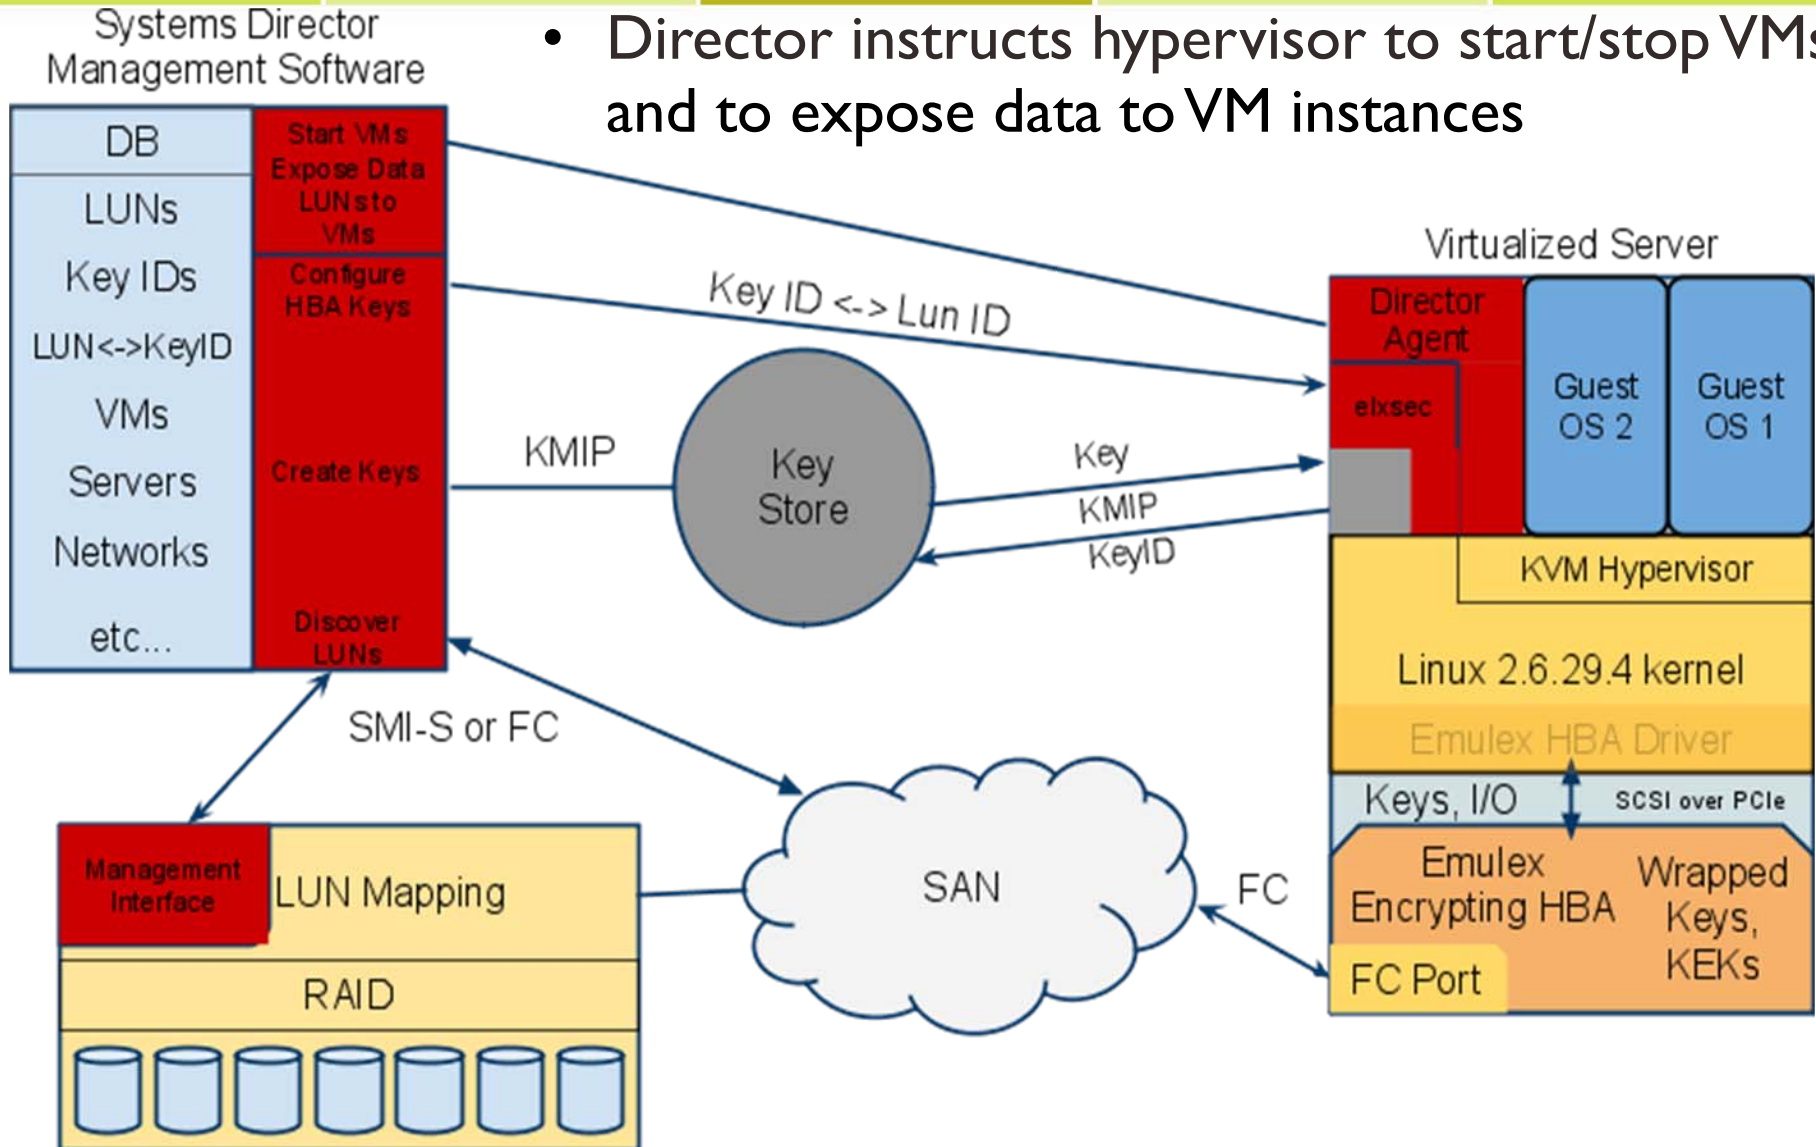 Systems Director
Management Software
• Director instructs hypervisor to start/stop VMs
and to expose data to VM instances
DB
LUNs
Key IDs
LUN<->KeyID
VMs
Servers
Networks
etc...
Start VMs
Expose Data
LUNs to
VMs
Configure
HBA Keys
Create Keys
Discover
LUNs
Key ID <-> Lun ID
KMIP
Key
Store
Key
KMIP
KeyID
Virtualized Server
Director
Agent
elxsec
Guest
OS 2
Guest
OS 1
KVM Hypervisor
Linux 2.6.29.4 kernel
Emulex HBA Driver
Keys, I/O
SCSI over PCIe
Emulex
Encrypting HBA
Wrapped
Keys,
KEKs
FC Port
SMI-S or FC
Management
Interface
LUN Mapping
RAID
SAN
FC